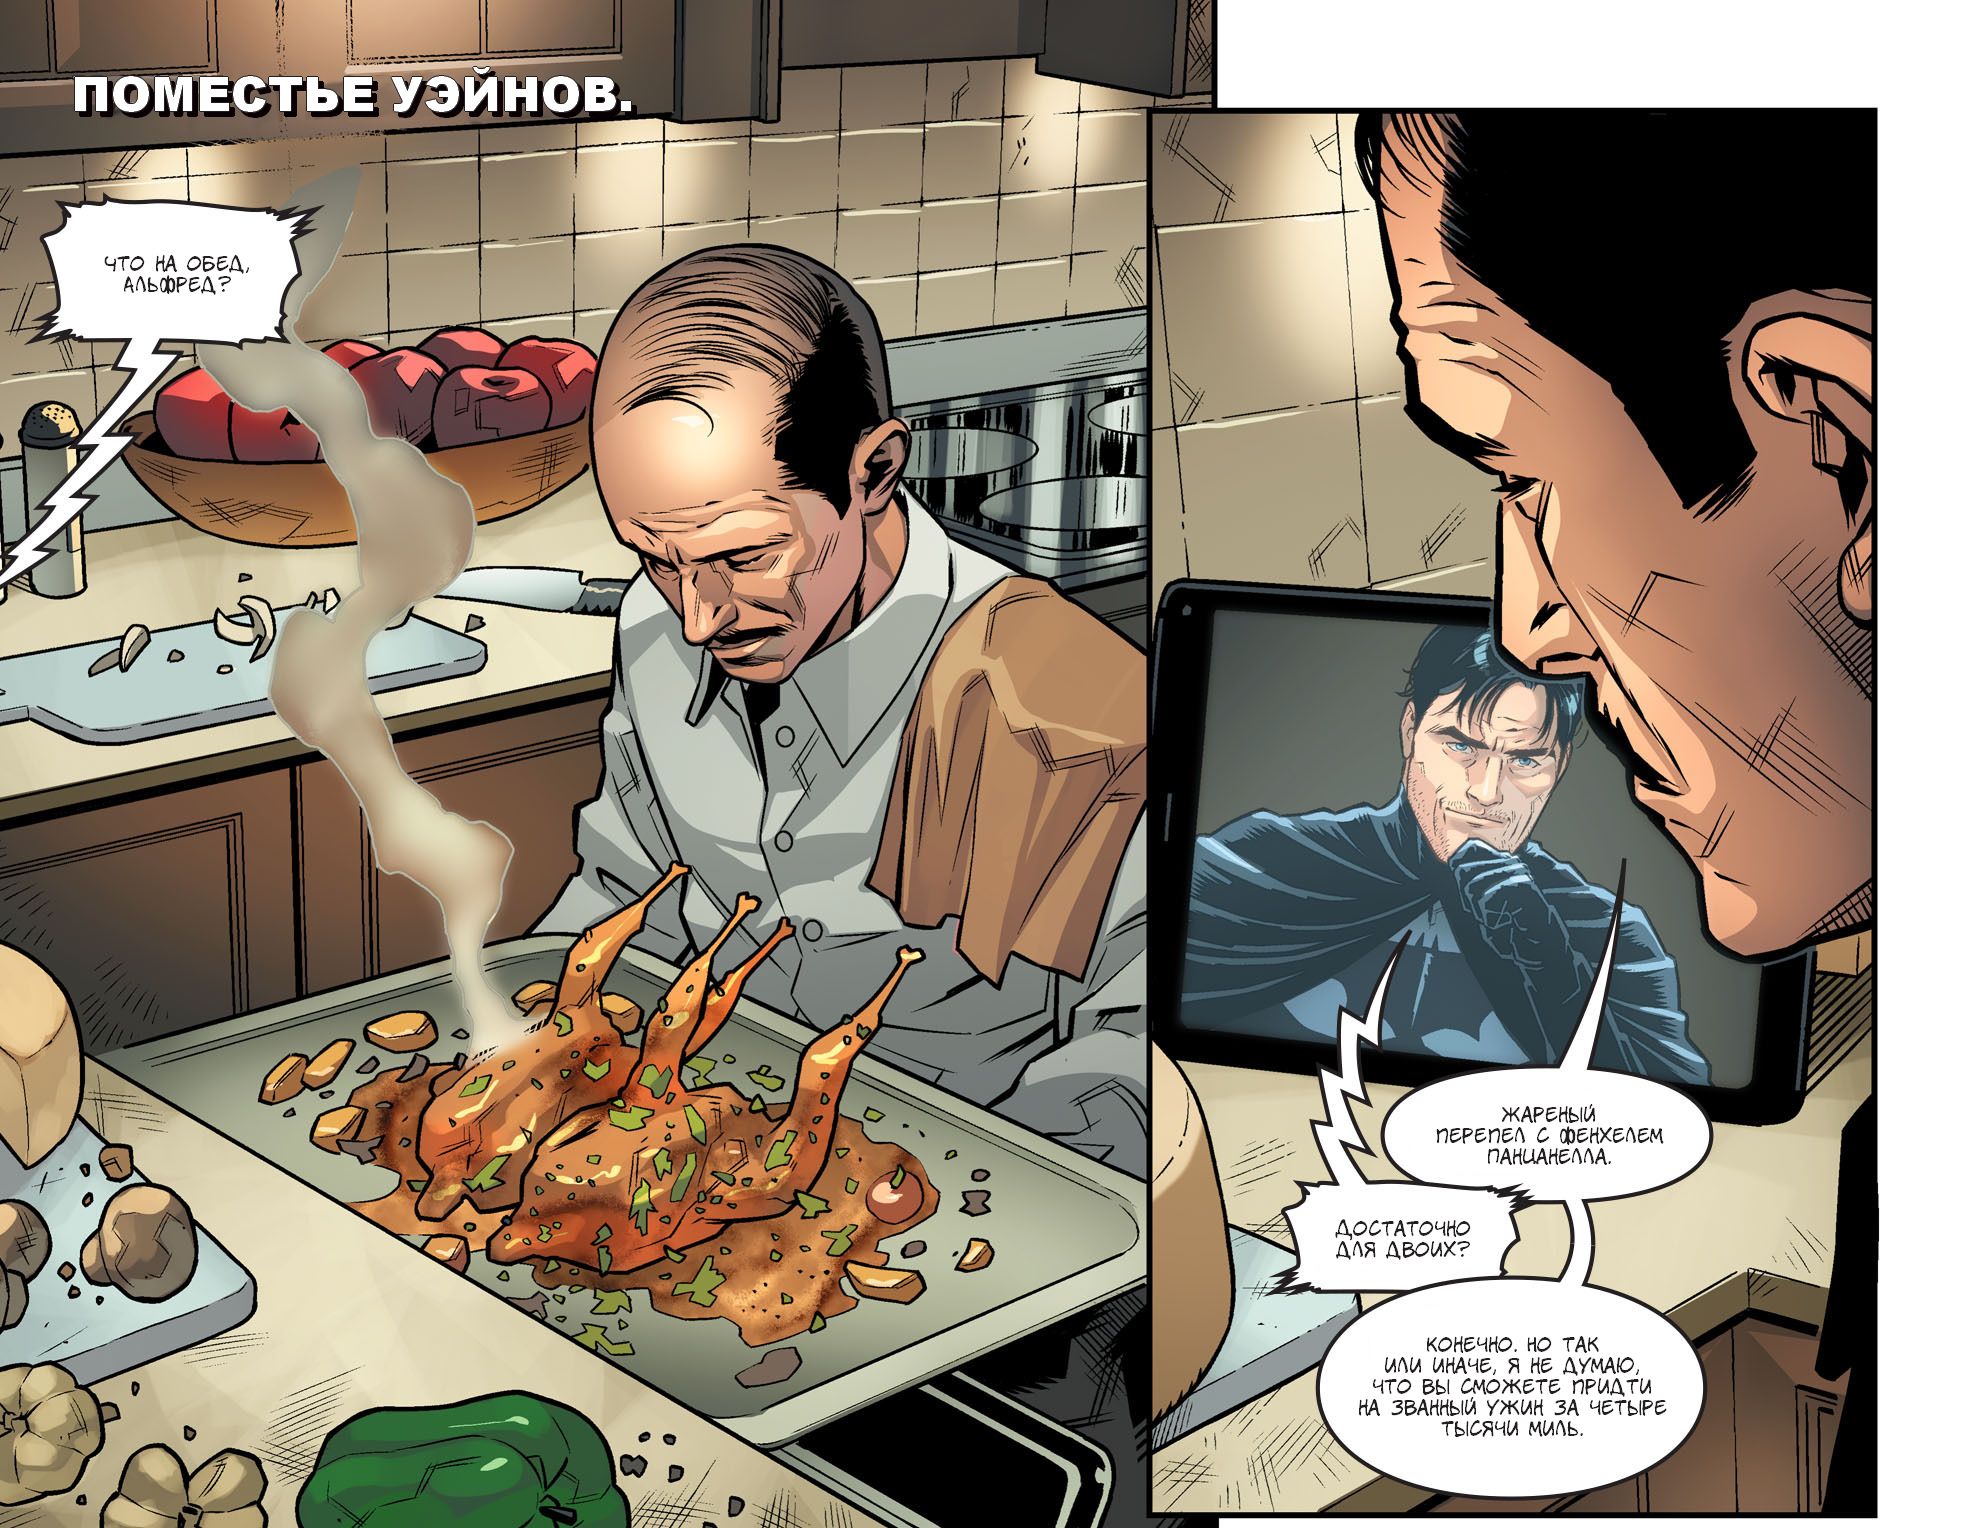 ПОМЕСТЬЕ УЭЙНОВ.
ЧТО НА ОБЕД,
АЛЬФРЕД?
ЖАРЕНЫЙ
ПЕРЕПЕЛ С ФЕНХЕЛЕМ
ПАНЦАНЕЛЛА.
ДОСТАТОЧНО
ДЛЯ ДВОИХ?
КОНЕЧНО. НО ТАК
ИЛИ ИНАЧЕ, Я НЕ ДУМАЮ,
ЧТО ВЫ СМОЖЕТЕ ПРИДТИ
НА ЗВАННЫЙ УЖИН ЗА ЧЕТЫРЕ
ТЫСЯЧИ МИЛЬ.